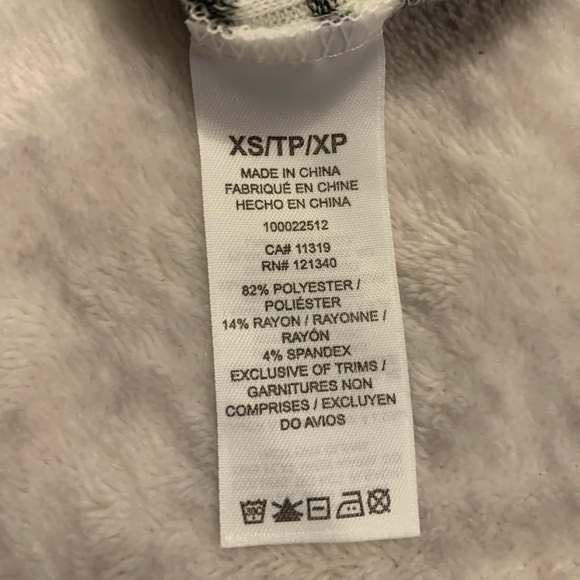 XS/TP/XP
MADE IN CHINA
FABRIQUÉ EN CHINE
HECHO EN CHINA
100022512
CA# 11319
RN# 121340
82% POLYESTER /
POLIÉSTER
14% RAYON / RAYONNE /
RAYÓN
4% SPANDEX
EXCLUSIVE OF TRIMS /
GARNITURES NON
COMPRISES / EXCLUYEN
DO AVIOS
30C